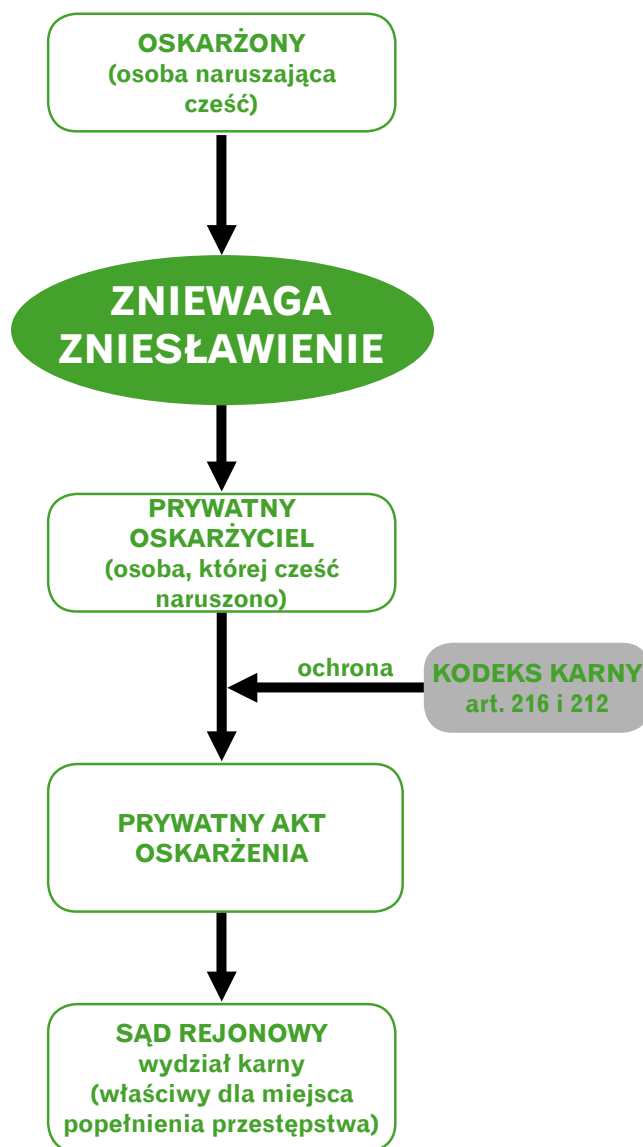 OSKARŻONY
(osoba naruszająca
cześć)
ZNIEWAGA
ZNIESŁAWIENIE
PRYWATNY
OSKARŻYCIEL
(osoba, której cześć
naruszono)
ochrona
KODEKS KARNY
art. 216 i 212
PRYWATNY AKT
OSKARŻENIA
SĄD REJONOWY
wydział karny
(właściwy dla miejsca
popełnienia przestępstwa)